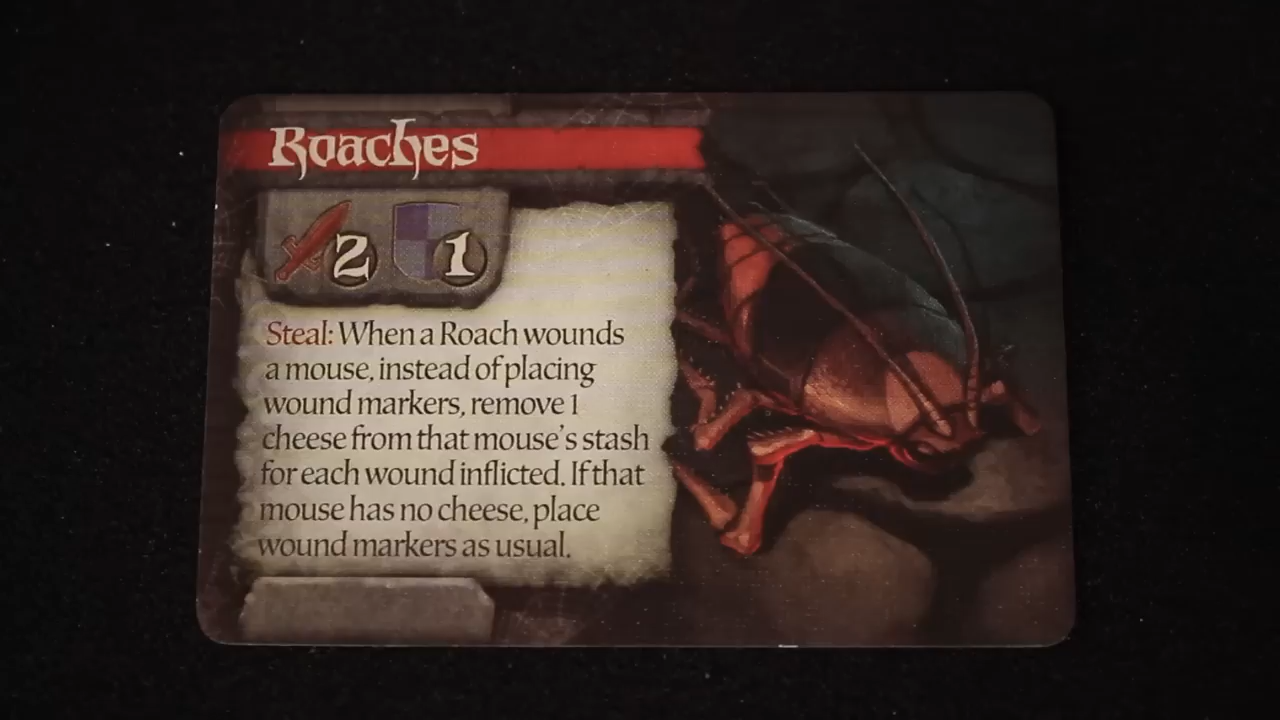 Roaches
2 1
Steal: When a Roach wounds
a mouse, instead of placing
wound markers, remove 1
cheese from that mouse's stash
for each wound inflicted. If that
mouse has no cheese, place
wound markers as usual.